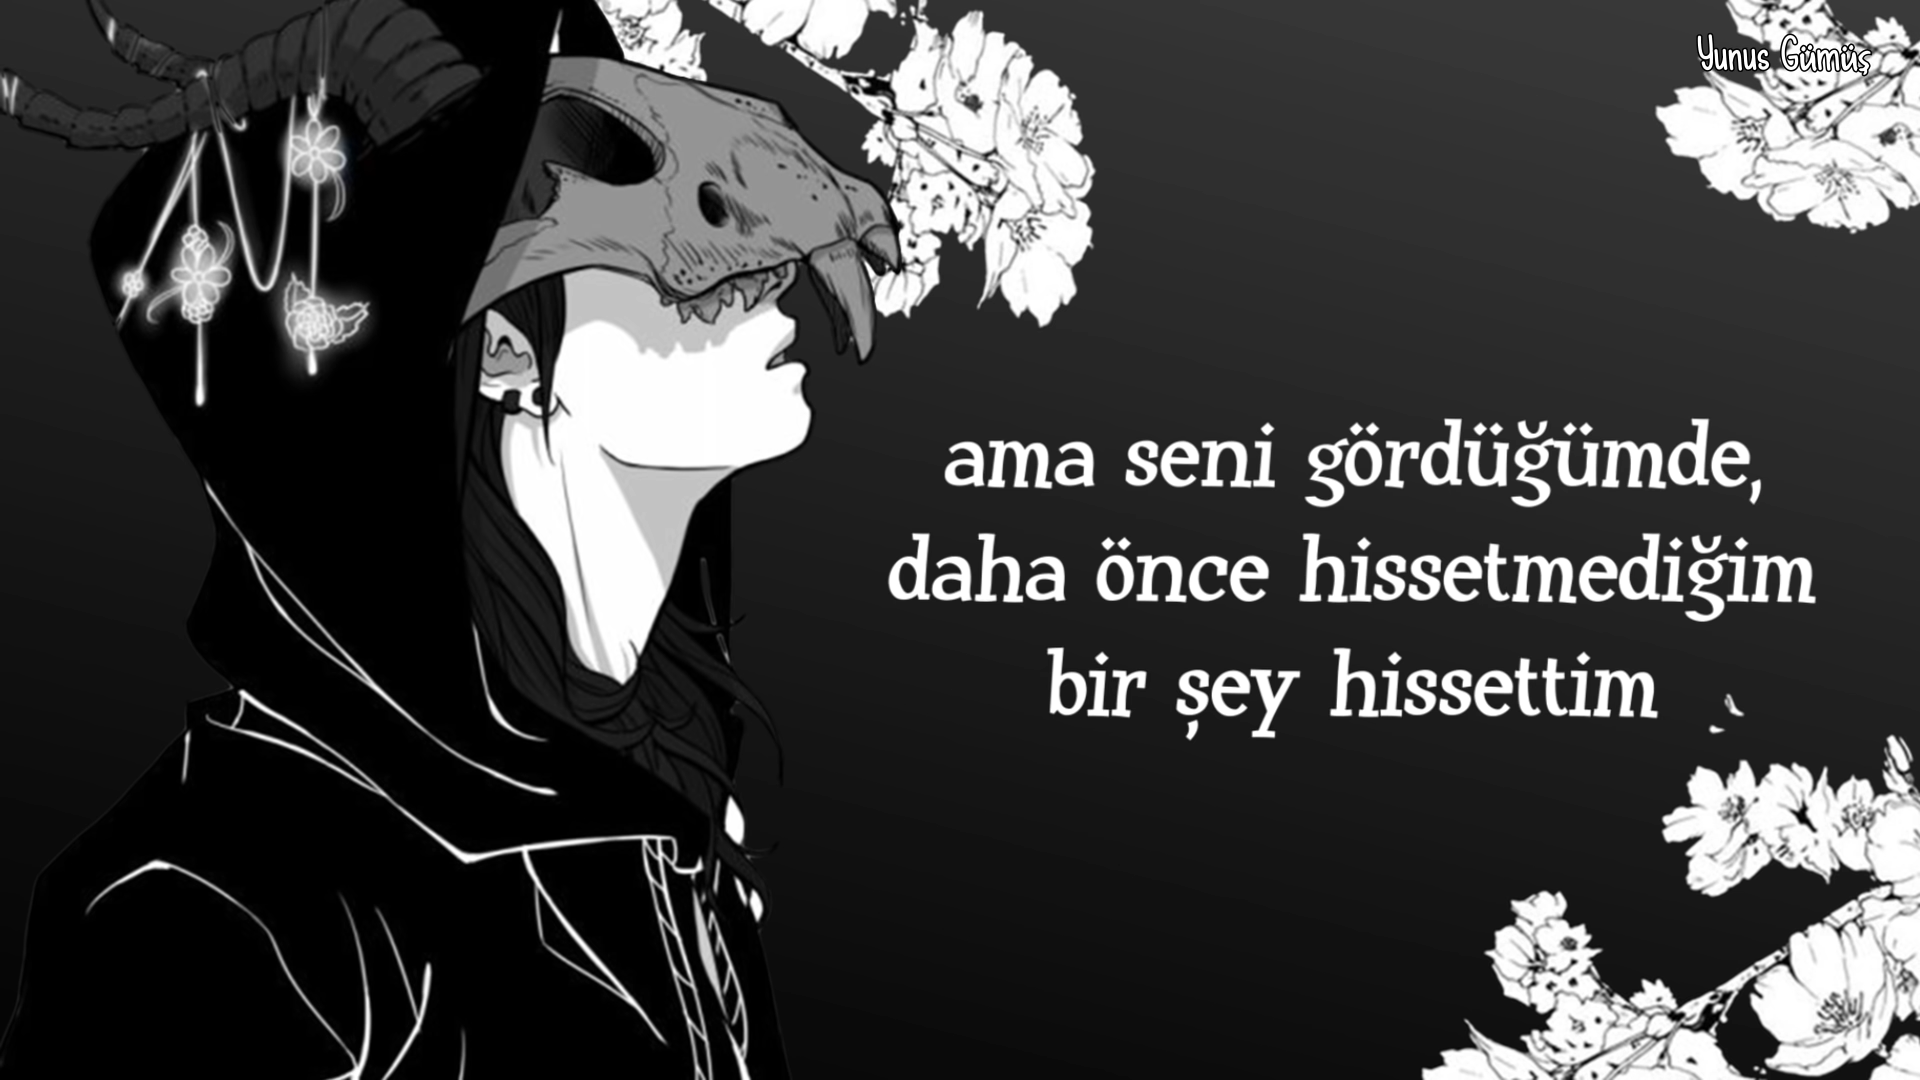 Yunus Gümüş
ama seni gördüğümde,
daha önce hissetmediğim
bir şey hissettim